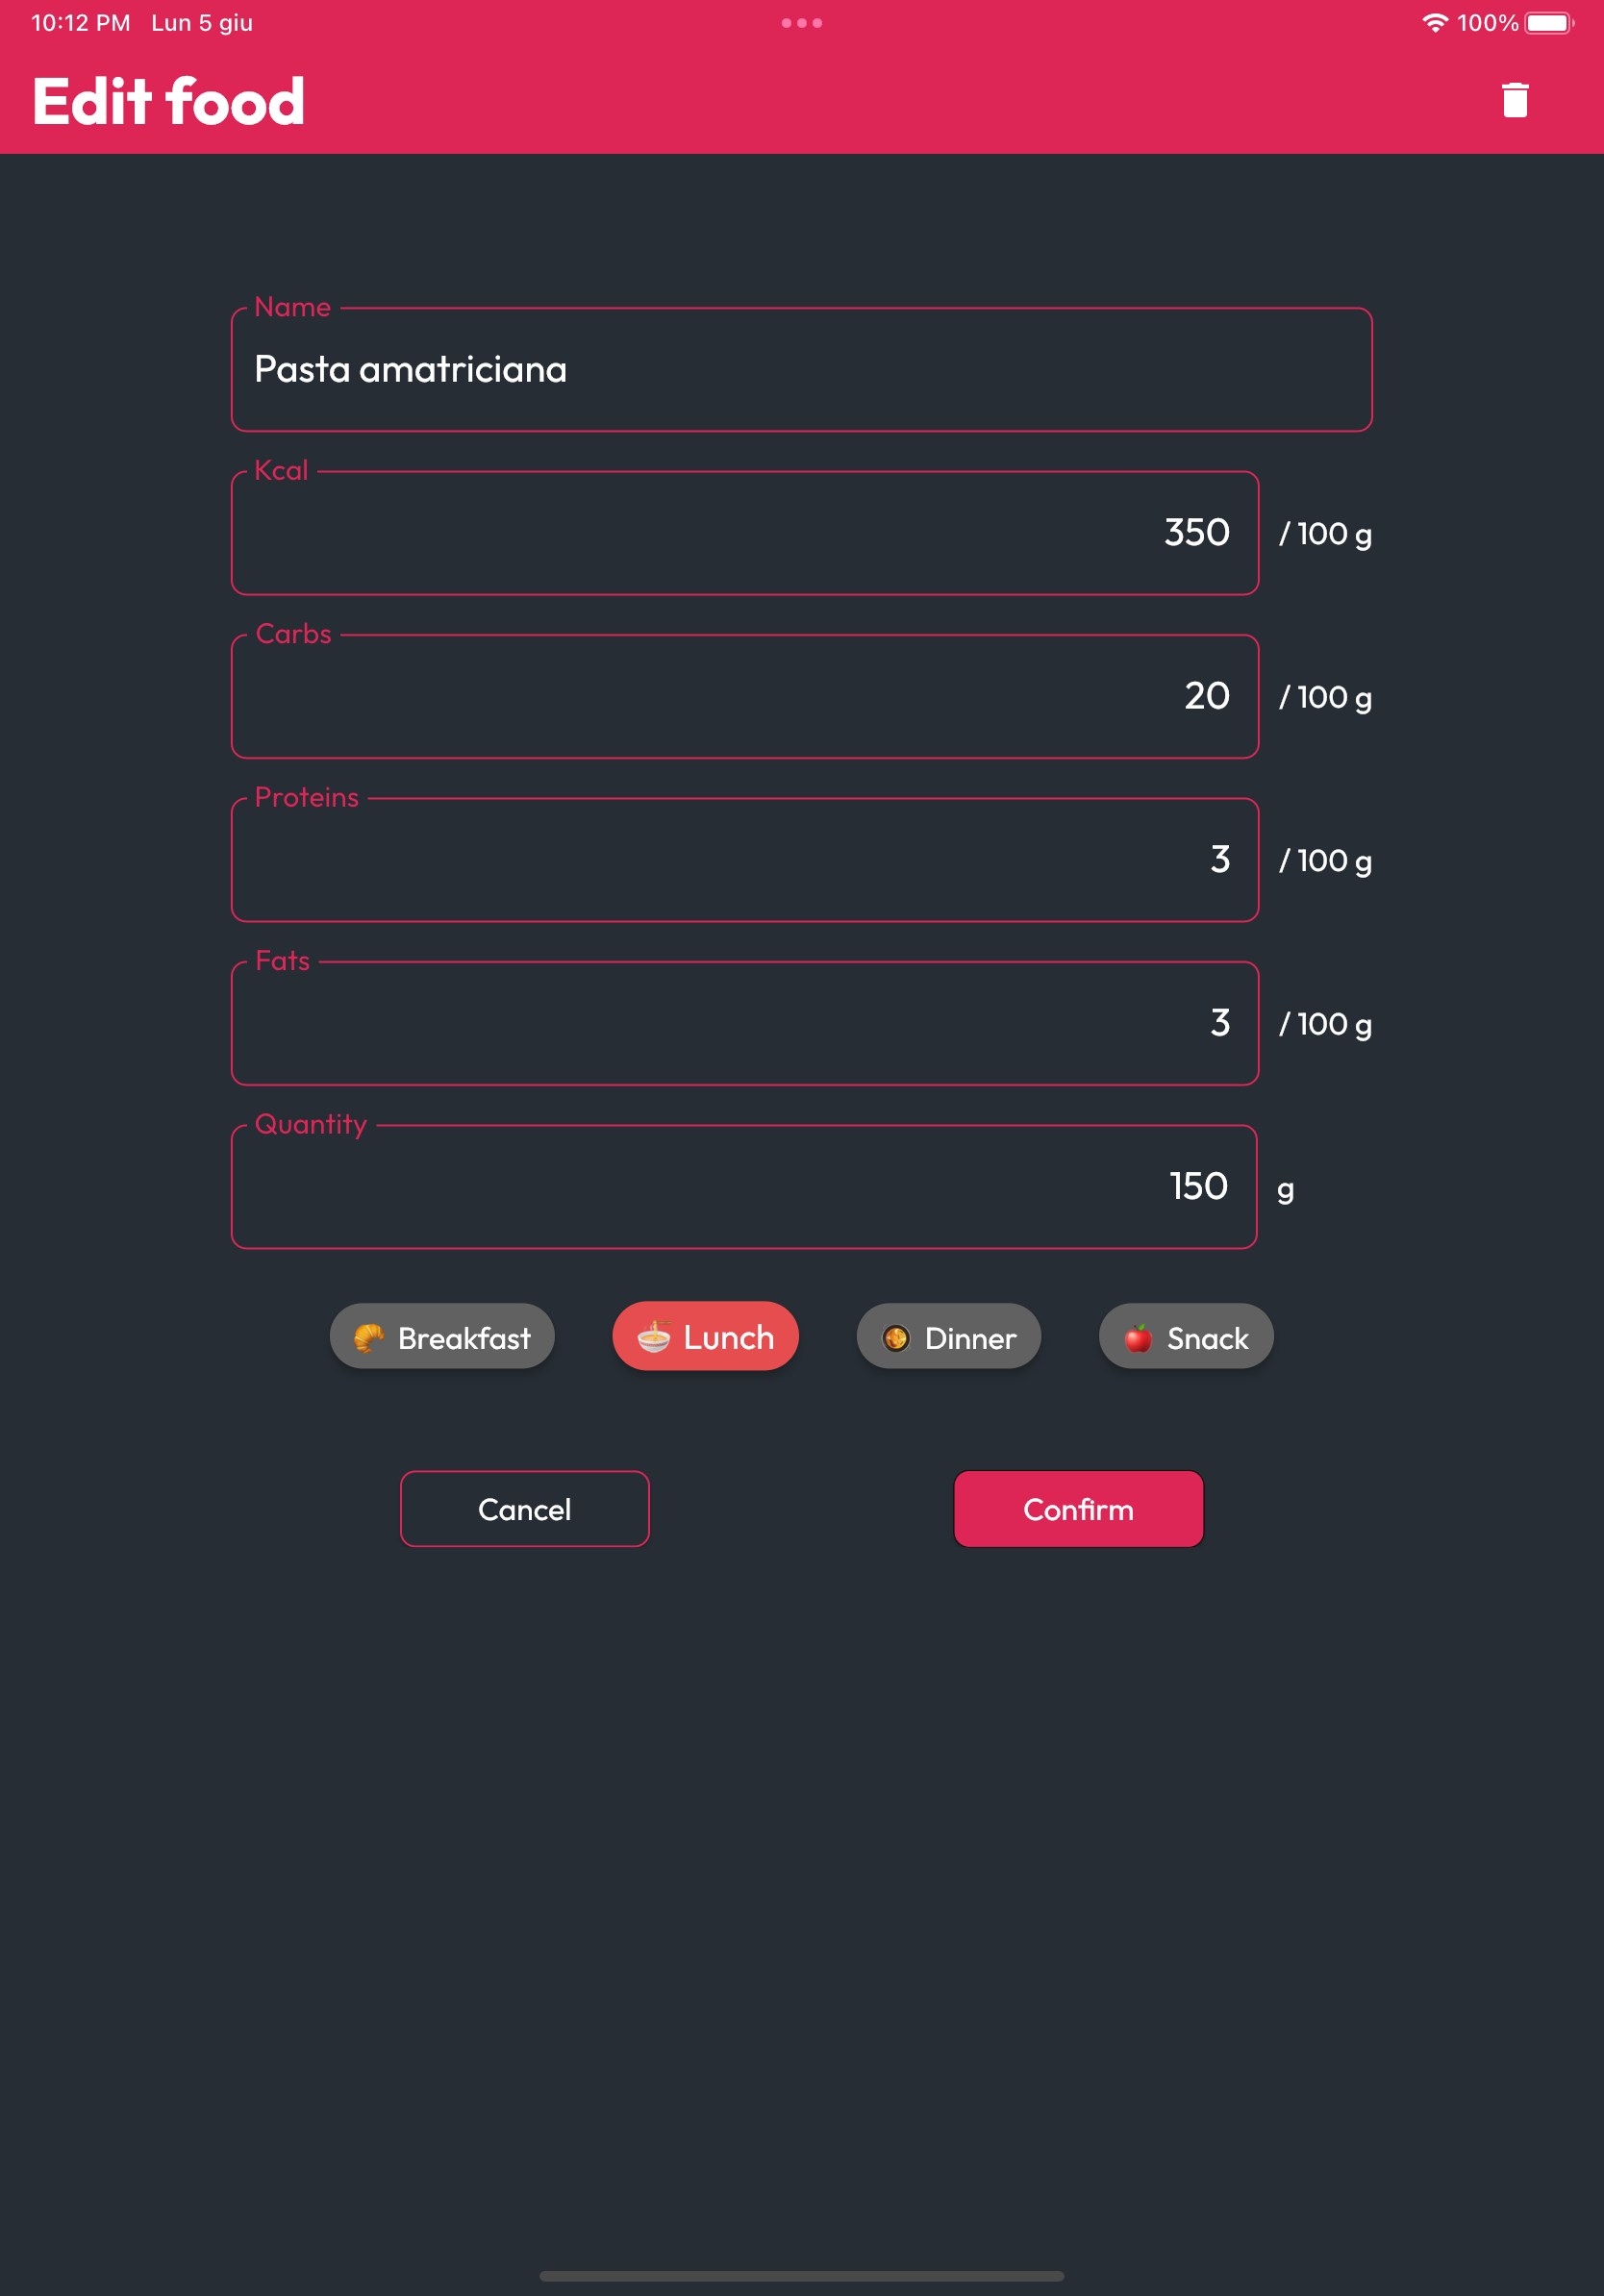 10:12 PM Lun 5 giu 100%
Edit food
Name
Pasta amatriciana
Kcal
350 / 100 g
Carbs
20 / 100 g
Proteins
3 / 100 g
Fats
3 / 100 g
Quantity
150 g
Breakfast Lunch Dinner Snack
Cancel Confirm